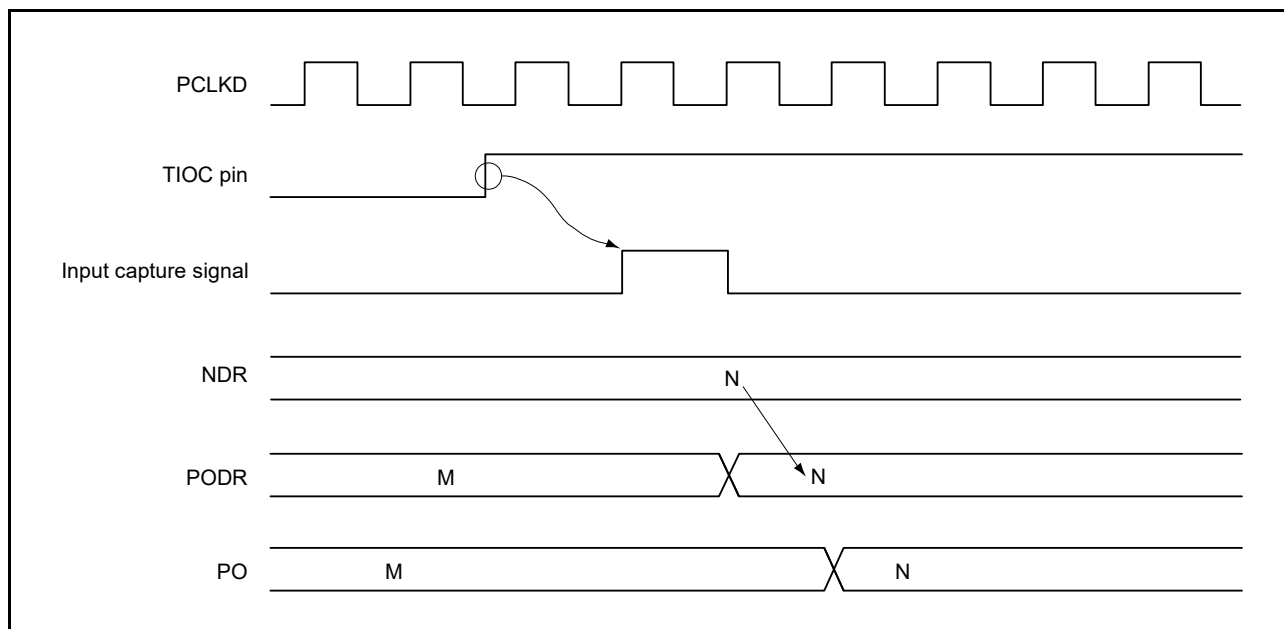 PCLKD
TIOC pin
Input capture signal
NDR
N
PODR
M
N
PO
M
N